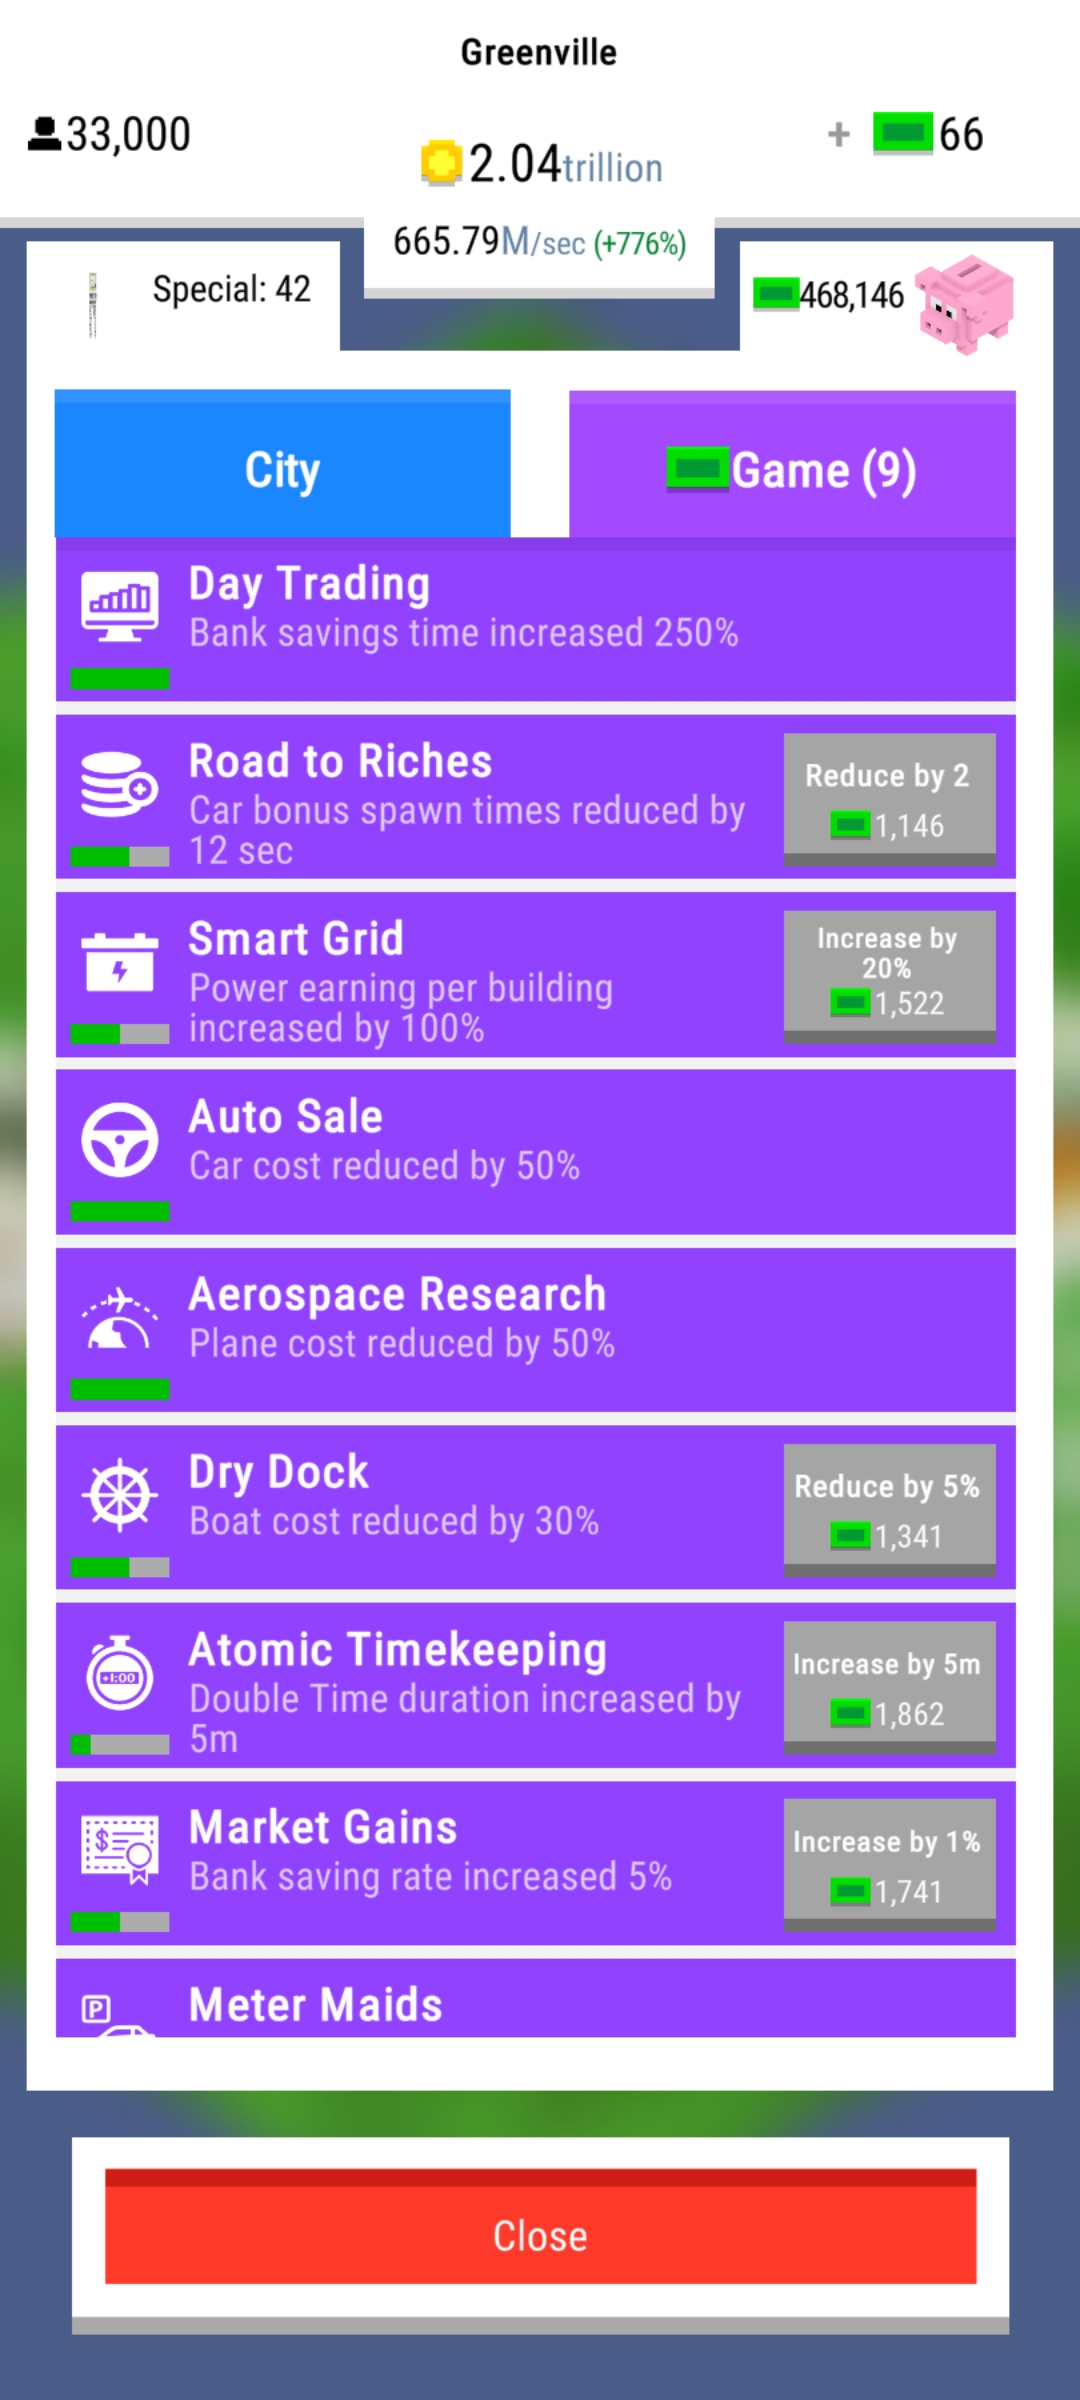 Greenville
33,000
2.04trillion
+ 66
665.79M/sec (+776%)
Special: 42
468,146
City
Game (9)
Day Trading
Bank savings time increased 250%
Road to Riches
Car bonus spawn times reduced by
12 sec
Reduce by 2
1,146
Smart Grid
Power earning per building
increased by 100%
Increase by
20%
1,522
Auto Sale
Car cost reduced by 50%
Aerospace Research
Plane cost reduced by 50%
Dry Dock
Boat cost reduced by 30%
Reduce by 5%
1,341
+1:00
Atomic Timekeeping
Double Time duration increased by
5m
Increase by 5m
1,862
$
Market Gains
Bank saving rate increased 5%
Increase by 1%
1,741
P
Meter Maids
Close